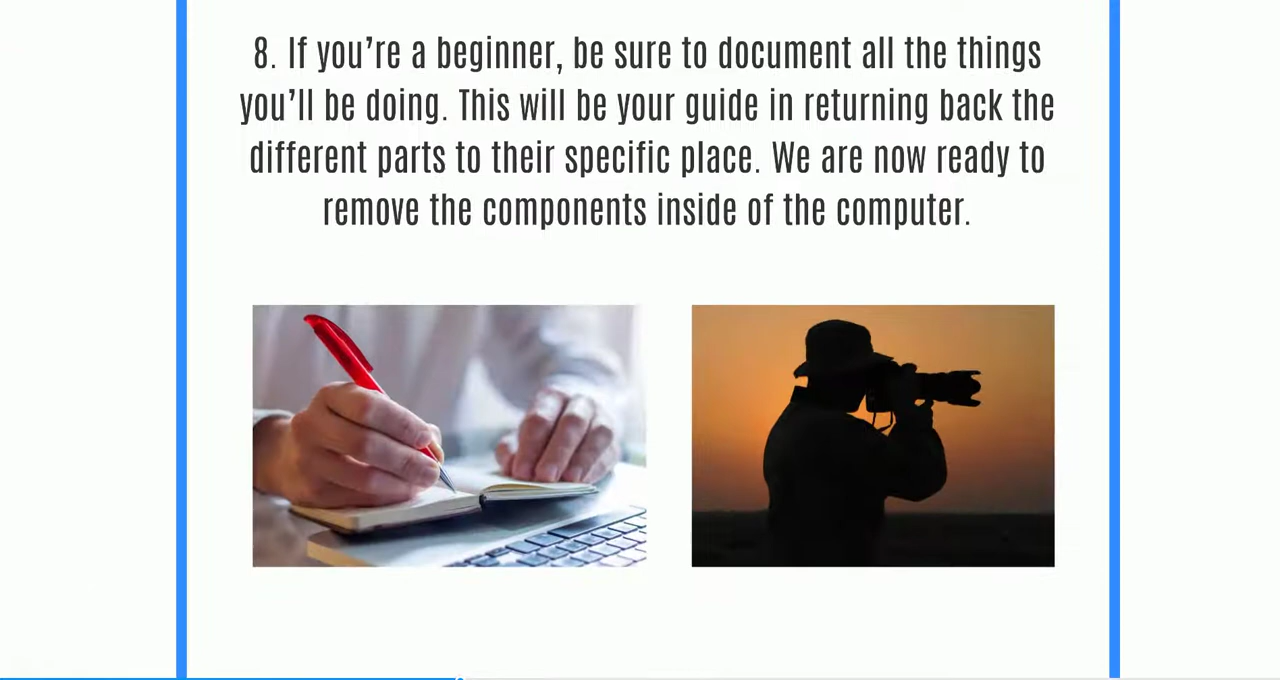 8. If you’re a beginner, be sure to document all the things
you’ll be doing. This will be your guide in returning back the
different parts to their specific place. We are now ready to
remove the components inside of the computer.